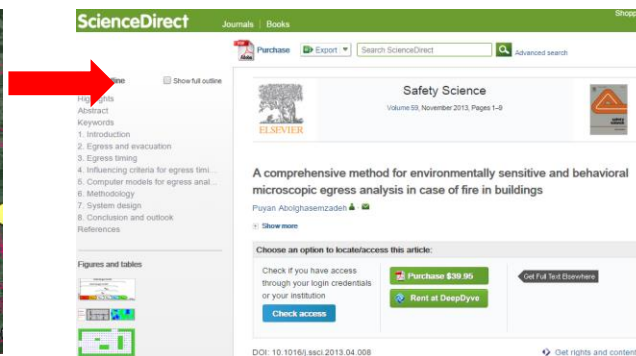 ScienceDirect
Journals | Books
Purchase
Export
Search ScienceDirect
Advanced search
Show full outline
Abstract
Keywords
1. Introduction
2. Egress and evacuation
3. Egress timing
4. Influencing criteria for egress timi...
5. Computer models for egress anal...
6. Methodology
7. System design
8. Conclusion and outlook
References
Figures and tables
ELSEVIER
Safety Science
Volume 59, November 2013, Pages 1–9
A comprehensive method for environmentally sensitive and behavioral
microscopic egress analysis in case of fire in buildings
Puyan Abolghasemzadeh
Show more
Choose an option to locate/access this article:
Check if you have access
through your login credentials
or your institution
Check access
Purchase $39.95
Rent at DeepDyve
Get Full Text Elsewhere
DOI: 10.1016/j.ssci.2013.04.008
Get rights and content